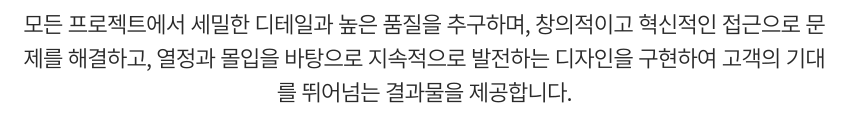 모든 프로젝트에서 세밀한 디테일과 높은 품질을 추구하며, 창의적이고 혁신적인 접근으로 문
제를 해결하고, 열정과 몰입을 바탕으로 지속적으로 발전하는 디자인을 구현하여 고객의 기대
를 뛰어넘는 결과물을 제공합니다.